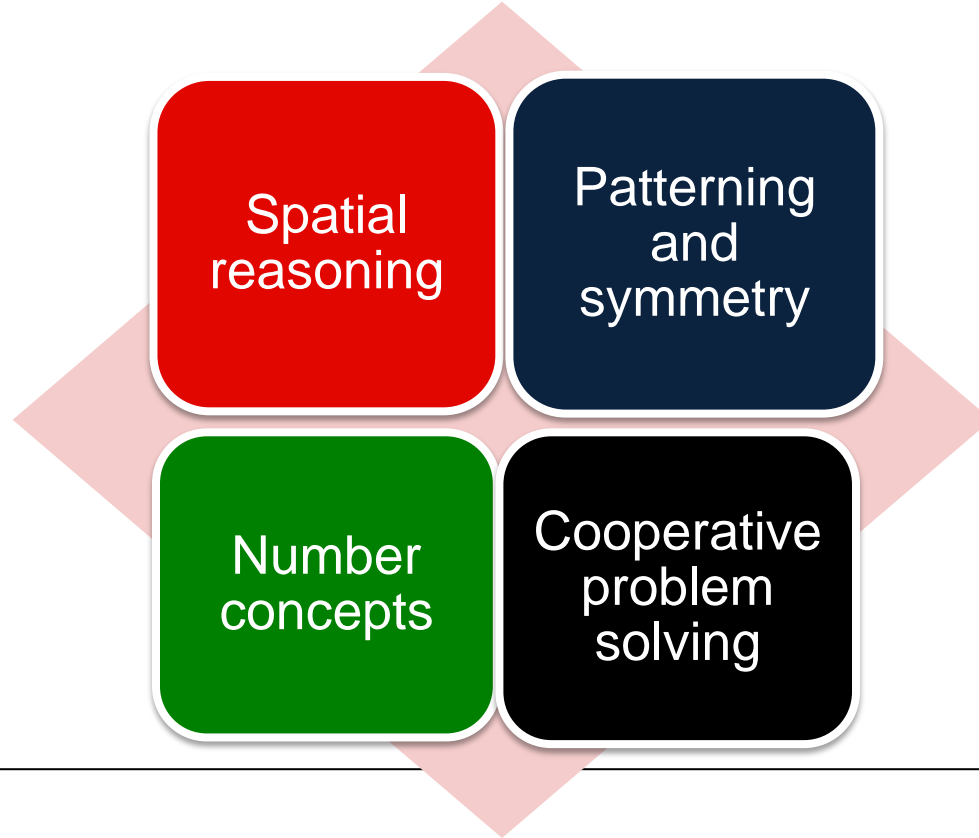 Spatial
reasoning
Patterning
and
symmetry
Number
concepts
Cooperative
problem
solving